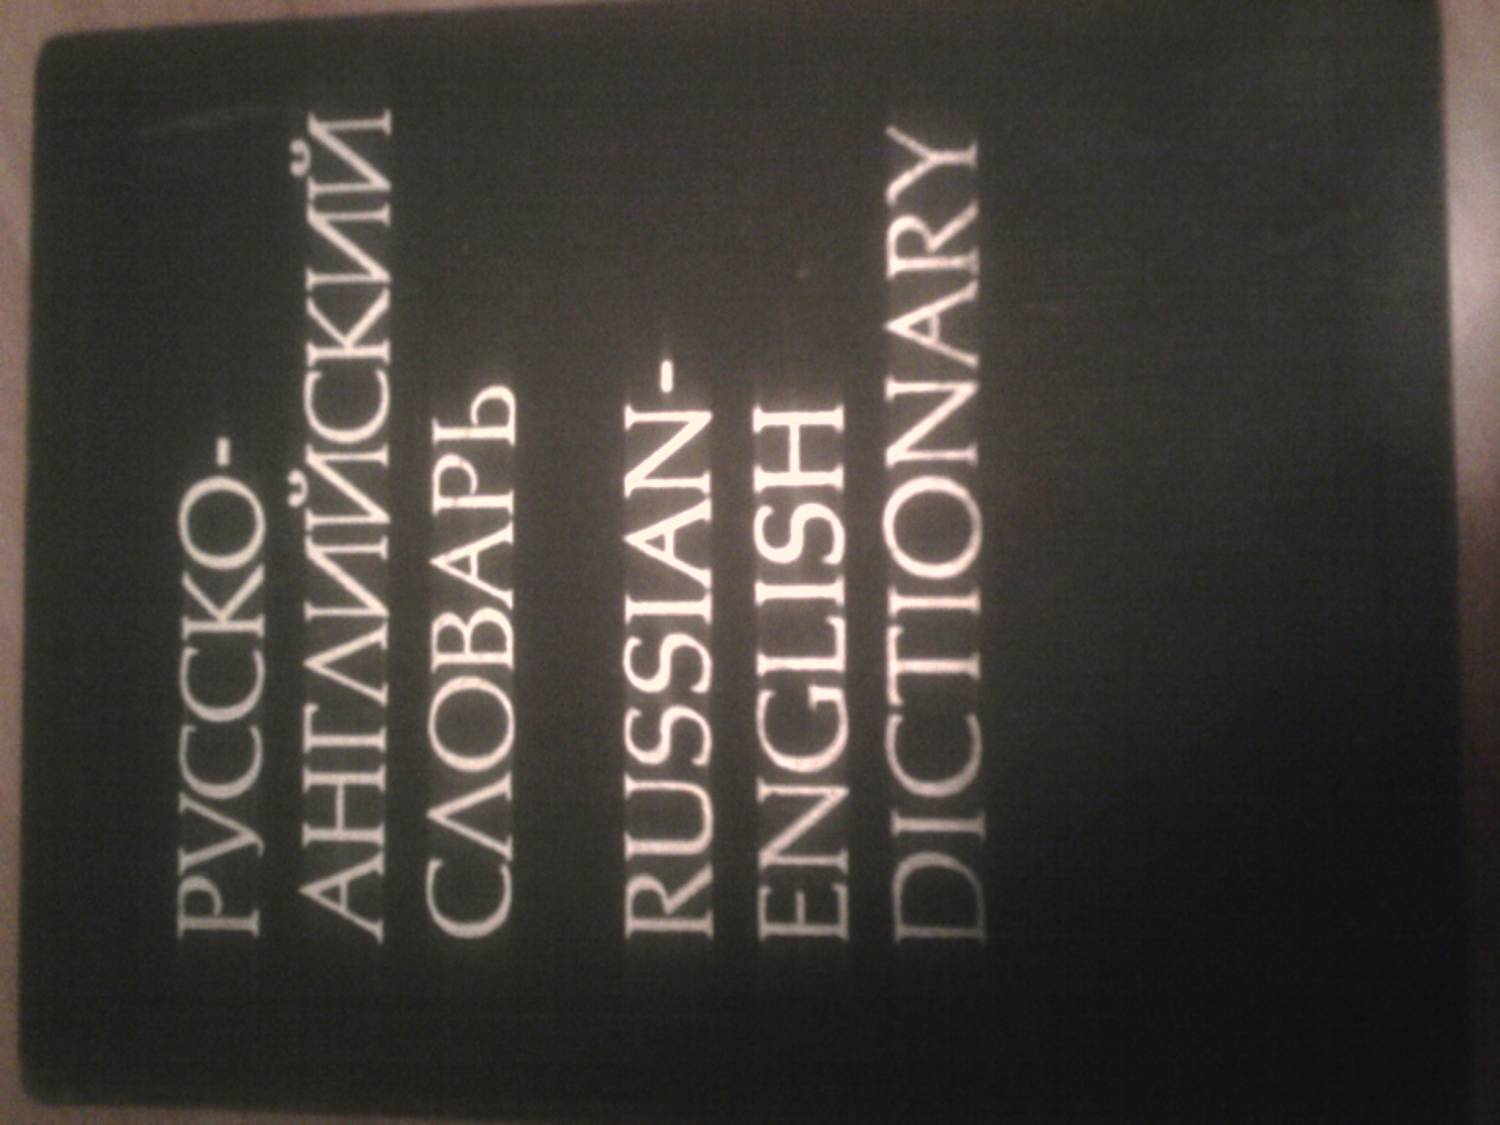 РУССКО-
АНГЛИЙСКИЙ
СЛОВАРЬ
RUSSIAN-
ENGLISH
DICTIONARY